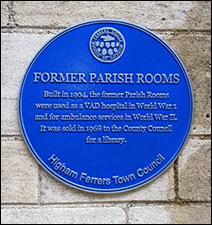 FORMER PARISH ROOMS
Built in 1904, the former Parish Rooms
were used as a VAD hospital in World War 1
and for ambulance services in World War II.
It was sold in 1968 to the County Council
for a library.
Higham Ferrers Town Council